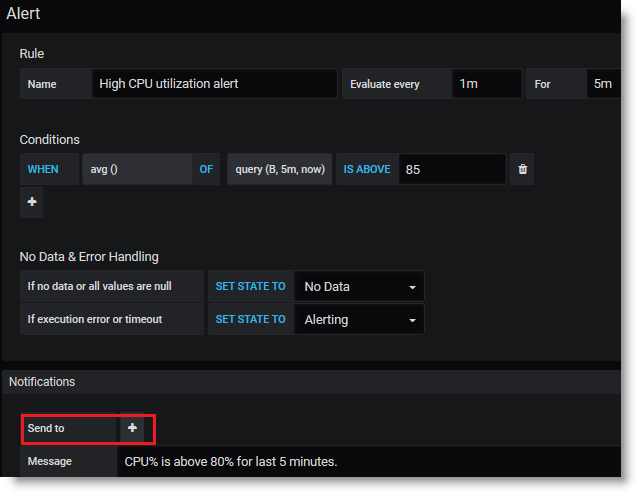 Alert
Rule
Name High CPU utilization alert Evaluate every 1m For 5m
Conditions
WHEN avg () OF query (B, 5m, now) IS ABOVE 85
+
No Data & Error Handling
If no data or all values are null SET STATE TO No Data
If execution error or timeout SET STATE TO Alerting
Notifications
Send to +
Message CPU% is above 80% for last 5 minutes.